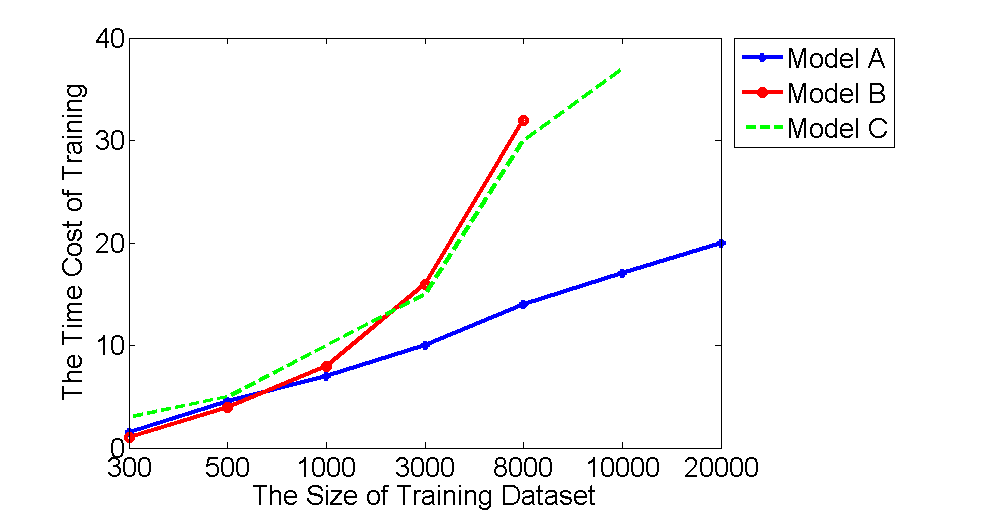 The Time Cost of Training
40
30
20
10
0
300 500 1000 3000 8000 10000 20000
The Size of Training Dataset
Model A
Model B
Model C